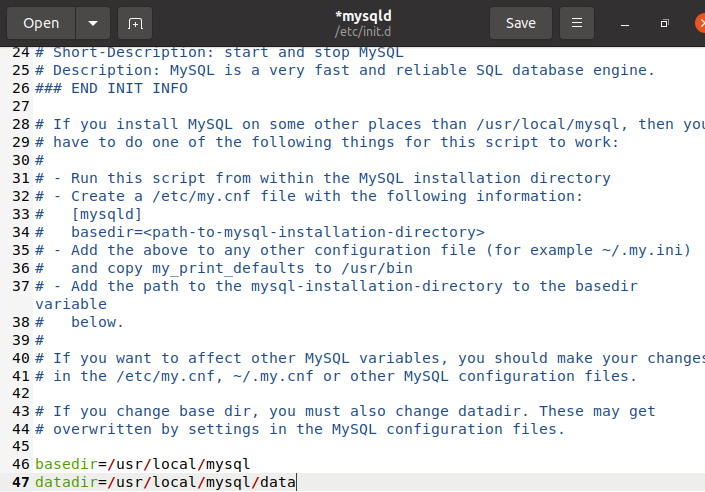 Open
*mysqld
/etc/init.d
Save
24 # Short-Description: start and stop MySQL
25 # Description: MySQL is a very fast and reliable SQL database engine.
26 ### END INIT INFO
27
28 # If you install MySQL on some other places than /usr/local/mysql, then you
29 # have to do one of the following things for this script to work:
30 #
31 # - Run this script from within the MySQL installation directory
32 # - Create a /etc/my.cnf file with the following information:
33 #   [mysqld]
34 #   basedir=<path-to-mysql-installation-directory>
35 # - Add the above to any other configuration file (for example ~/.my.ini)
36 #   and copy my_print_defaults to /usr/bin
37 # - Add the path to the mysql-installation-directory to the basedir
variable
38 #   below.
39 #
40 # If you want to affect other MySQL variables, you should make your changes
41 # in the /etc/my.cnf, ~/.my.cnf or other MySQL configuration files.
42
43 # If you change base dir, you must also change datadir. These may get
44 # overwritten by settings in the MySQL configuration files.
45
46 basedir=/usr/local/mysql
47 datadir=/usr/local/mysql/data